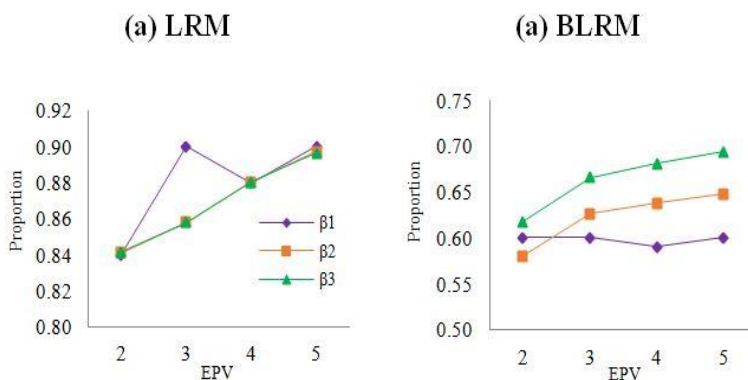 (a) LRM
0.92
0.90
0.88
0.86
0.84
0.82
0.80
Proportion
2 3 4 5
EPV
β1
β2
β3
(a) BLRM
0.75
0.70
0.65
0.60
0.55
0.50
Proportion
2 3 4 5
EPV